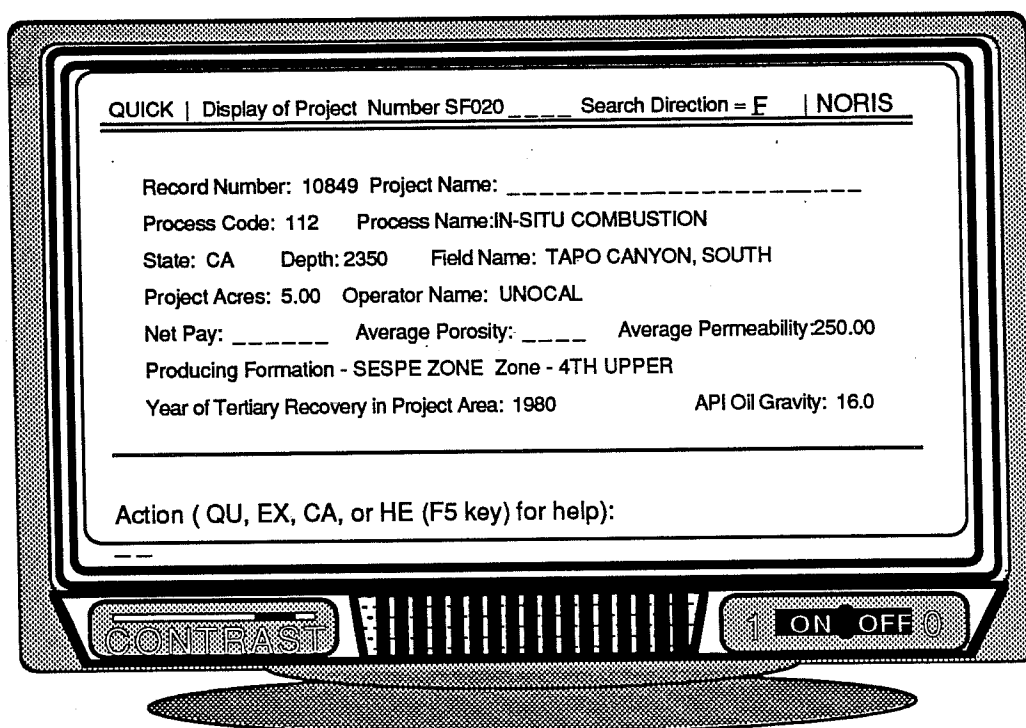 QUICK | Display of Project Number SF020 _ _ _ _ Search Direction = F | NORIS
Record Number: 10849 Project Name: _ _ _ _ _ _ _ _ _ _ _ _ _ _ _ _ _ _ _ _ _ _
Process Code: 112 Process Name:IN-SITU COMBUSTION
State: CA Depth: 2350 Field Name: TAPO CANYON, SOUTH
Project Acres: 5.00 Operator Name: UNOCAL
Net Pay: _ _ _ _ _ _ Average Porosity: _ _ _ _ Average Permeability:250.00
Producing Formation - SESPE ZONE Zone - 4TH UPPER
Year of Tertiary Recovery in Project Area: 1980 API Oil Gravity: 16.0
Action ( QU, EX, CA, or HE (F5 key) for help):
_ _
CONTRAST 1 ON OFF 0